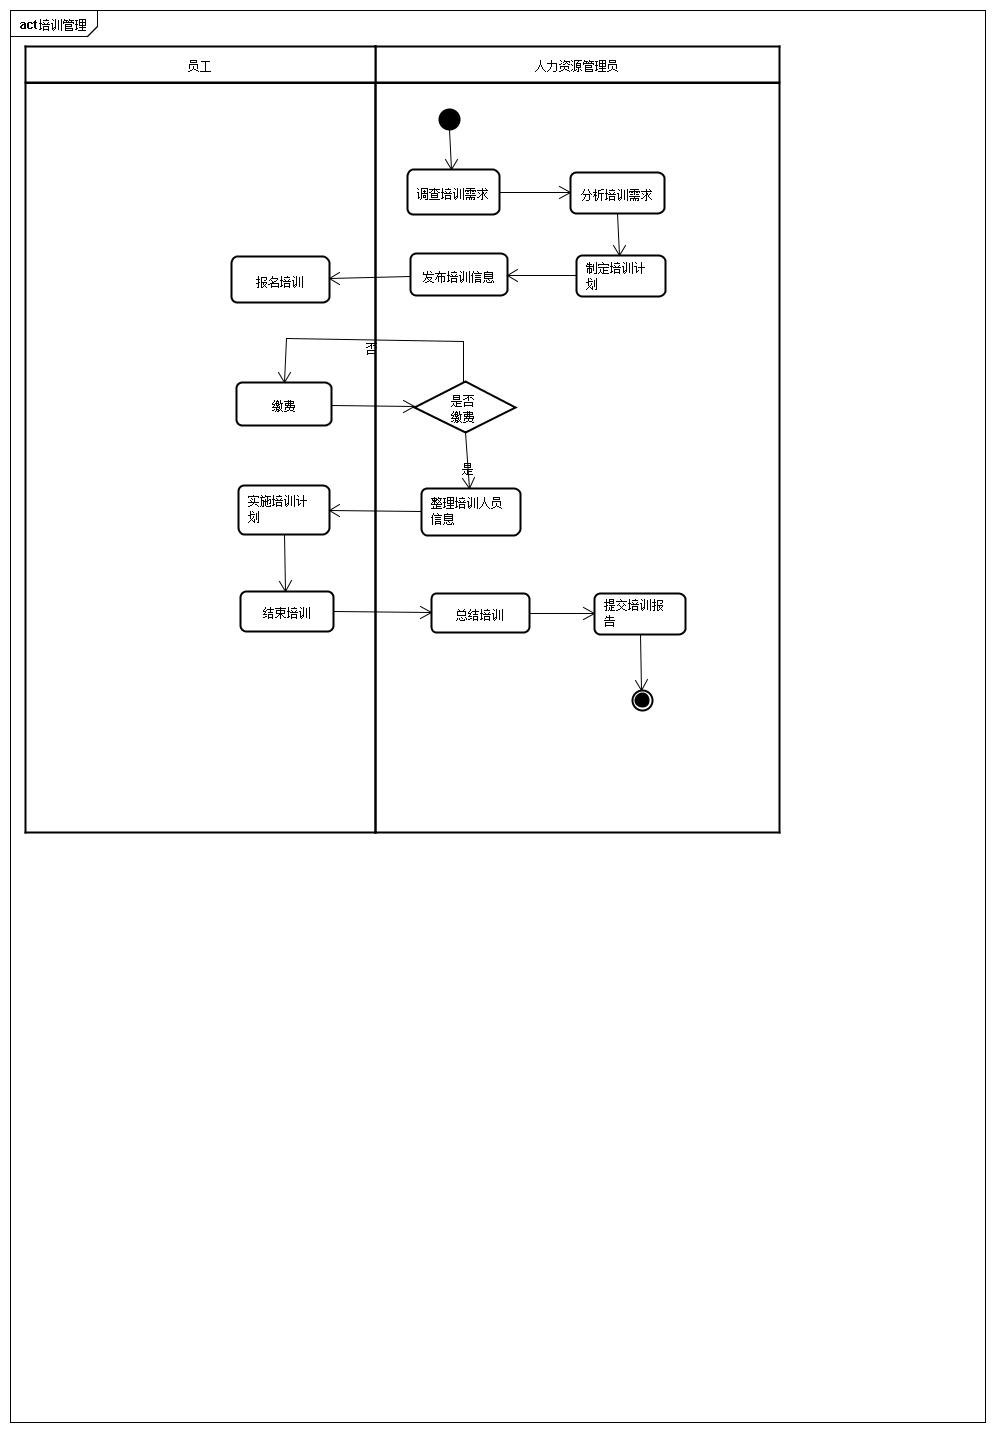 act培训管理
员工
人力资源管理员
调查培训需求
分析培训需求
报名培训
发布培训信息
制定培训计
划
否
缴费
是否
缴费
是
实施培训计
划
整理培训人员
信息
结束培训
总结培训
提交培训报
告